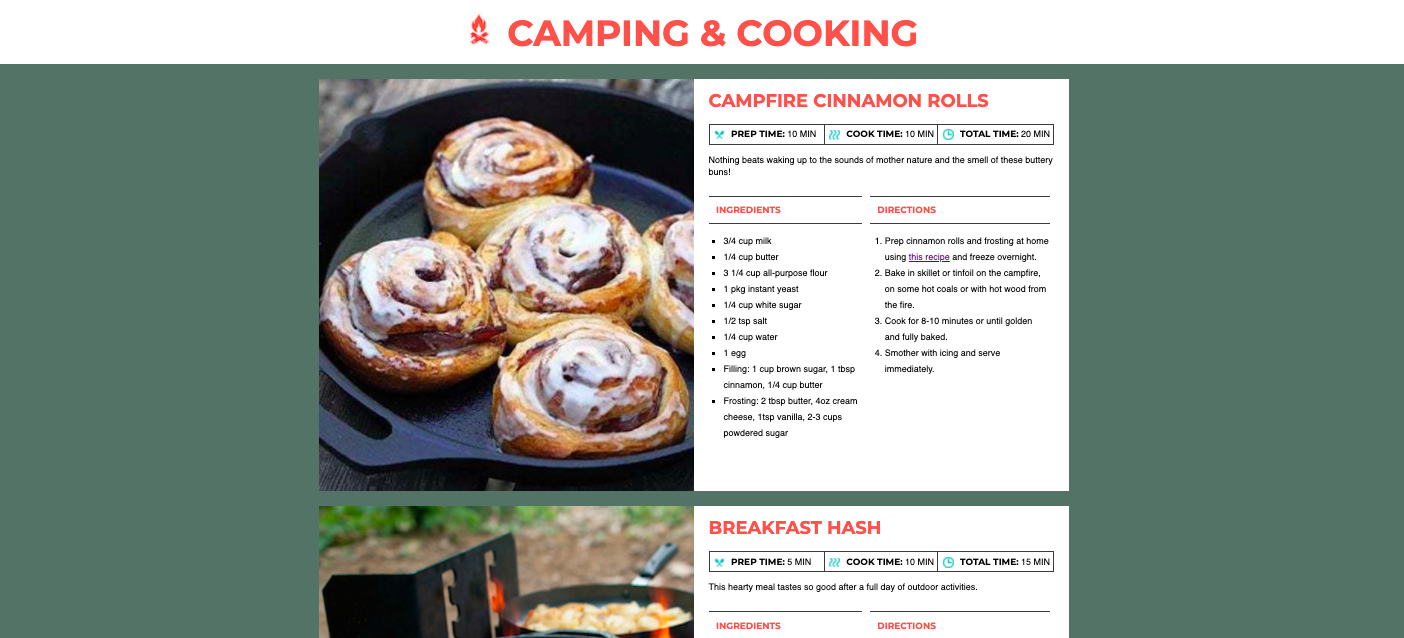 CAMPING & COOKING
CAMPFIRE CINNAMON ROLLS
PREP TIME: 10 MIN COOK TIME: 10 MIN TOTAL TIME: 20 MIN
Nothing beats waking up to the sounds of mother nature and the smell of these buttery
buns!
INGREDIENTS
3/4 cup milk
1/4 cup butter
3 1/4 cup all-purpose flour
1 pkg instant yeast
1/4 cup white sugar
1/2 tsp salt
1/4 cup water
1 egg
Filling: 1 cup brown sugar, 1 tbsp
cinnamon, 1/4 cup butter
Frosting: 2 tbsp butter, 4oz cream
cheese, 1tsp vanilla, 2-3 cups
powdered sugar
DIRECTIONS
1. Prep cinnamon rolls and frosting at home
using this recipe and freeze overnight.
2. Bake in skillet or tinfoil on the campfire,
on some hot coals or with hot wood from
the fire.
3. Cook for 8-10 minutes or until golden
and fully baked.
4. Smother with icing and serve
immediately.
BREAKFAST HASH
PREP TIME: 5 MIN COOK TIME: 10 MIN TOTAL TIME: 15 MIN
This hearty meal tastes so good after a full day of outdoor activities.
INGREDIENTS
DIRECTIONS